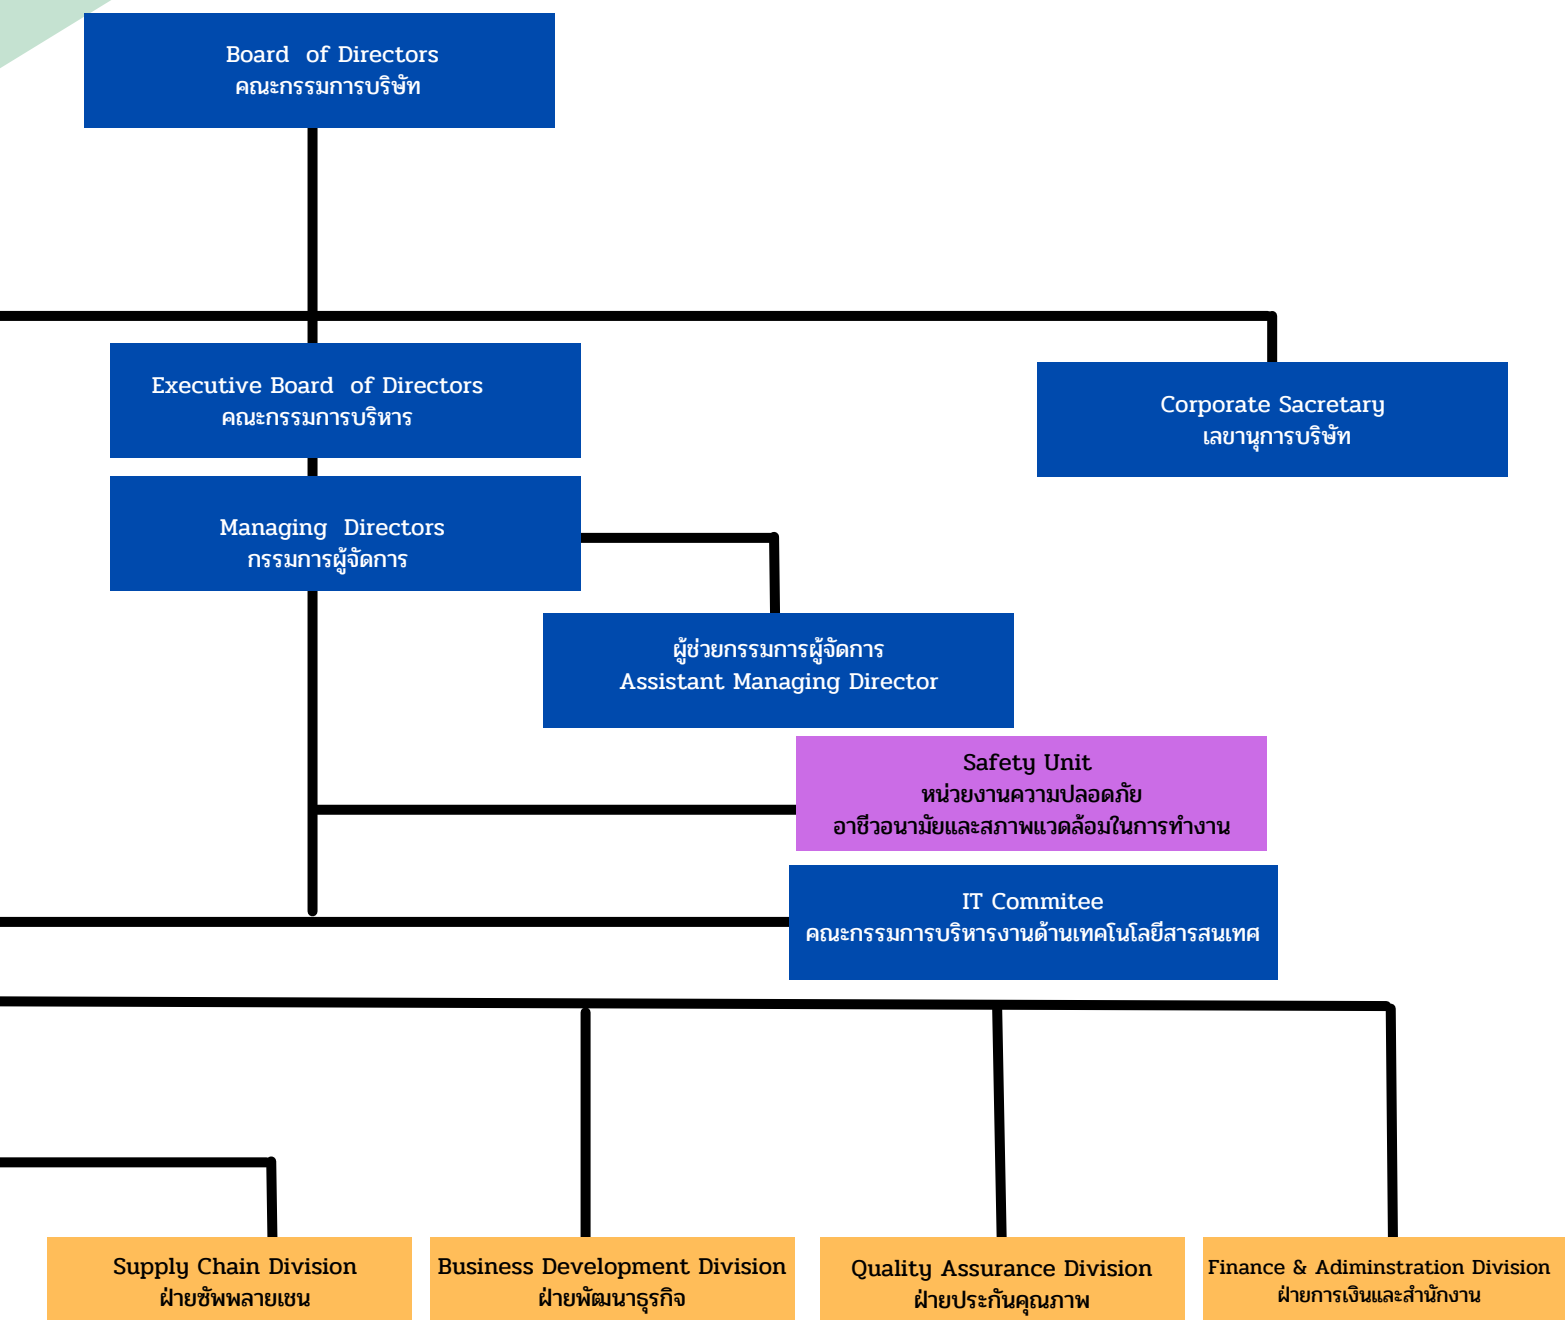 Board of Directors
คณะกรรมการบริษัท
Executive Board of Directors
คณะกรรมการบริหาร
Corporate Sacretary
เลขานุการบริษัท
Managing Directors
กรรมการผู้จัดการ
ผู้ช่วยกรรมการผู้จัดการ
Assistant Managing Director
Safety Unit
หน่วยงานความปลอดภัย
อาชีวอนามัยและสภาพแวดล้อมในการทำงาน
IT Commitee
คณะกรรมการบริหารงานด้านเทคโนโลยีสารสนเทศ
Supply Chain Division
ฝ่ายซัพพลายเชน
Business Development Division
ฝ่ายพัฒนาธุรกิจ
Quality Assurance Division
ฝ่ายประกันคุณภาพ
Finance & Adiminstration Division
ฝ่ายการเงินและสำนักงาน